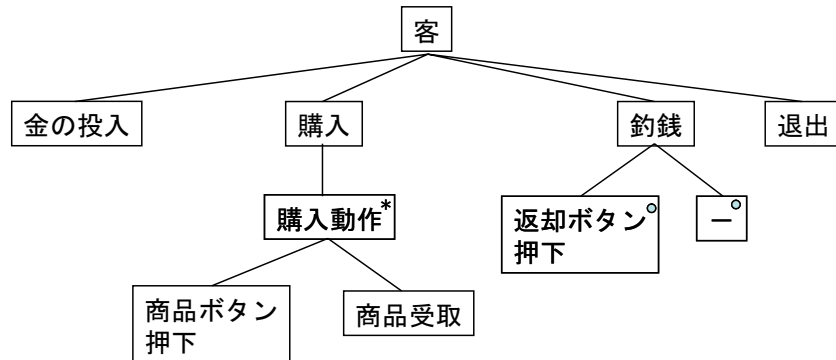 客
金の投入
購入
釣銭
退出
購入動作*
返却ボタン
押下
ー
商品ボタン
押下
商品受取